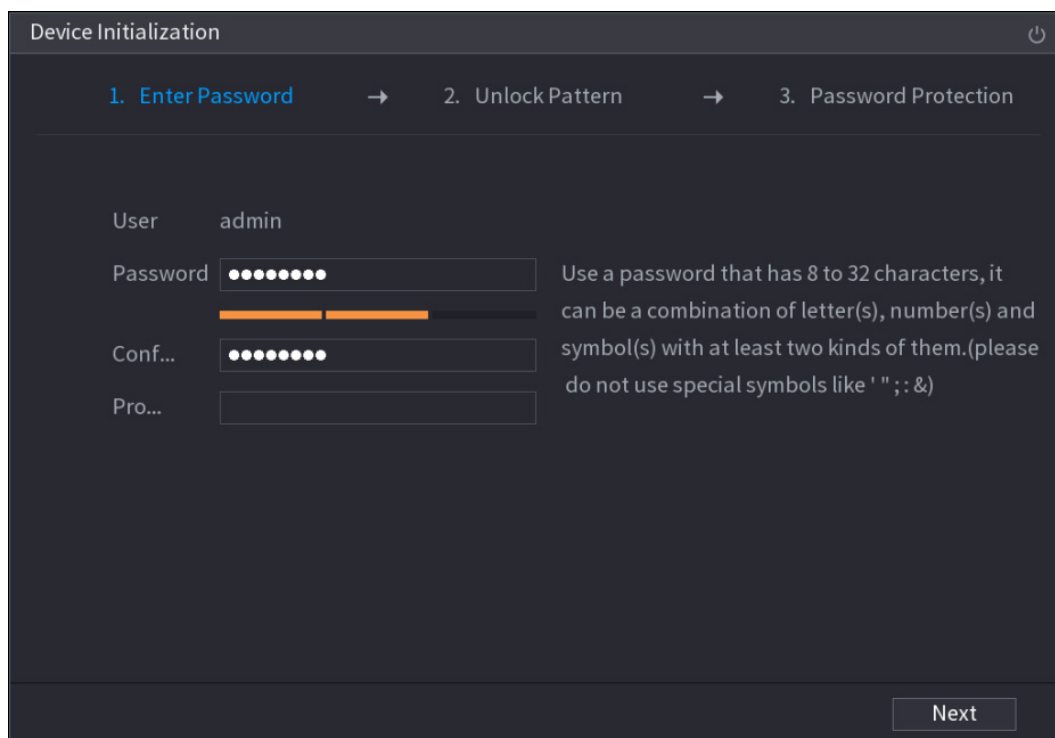 Device Initialization
1. Enter Password → 2. Unlock Pattern → 3. Password Protection
User admin
Password ●●●●●●●●
Use a password that has 8 to 32 characters, it
can be a combination of letter(s), number(s) and
symbol(s) with at least two kinds of them.(please
do not use special symbols like ' " ; : &)
Conf... ●●●●●●●●
Pro...
Next